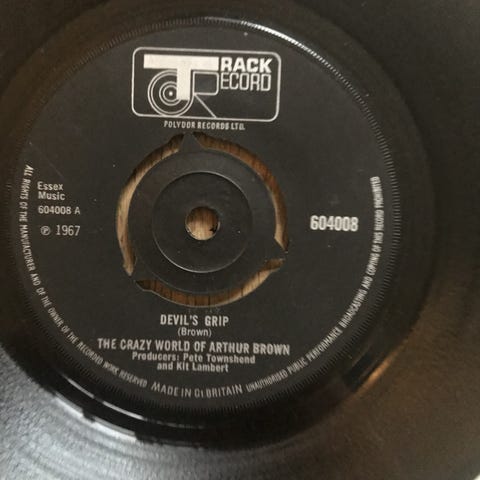 TRACK
RECORD
POLYDOR RECORDS LTD.
Essex
Music
604008 A
℗ 1967
604008
DEVIL'S GRIP
(Brown)
THE CRAZY WORLD OF ARTHUR BROWN
Producers: Pete Townshend
and Kit Lambert
ALL RIGHTS OF THE MANUFACTURER AND OF THE OWNER OF THE RECORDED WORK RESERVED MADE IN Gt BRITAIN UNAUTHORISED PUBLIC PERFORMANCE BROADCASTING AND COPYING OF THIS RECORD PROHIBITED